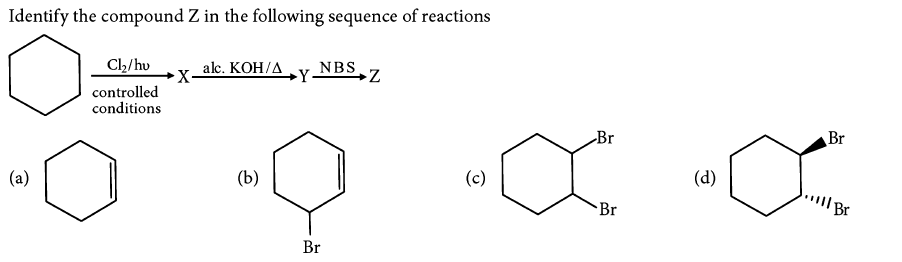 Identify the compound Z in the following sequence of reactions
Cl₂/hυ
controlled
conditions
X
alc. KOH/Δ
Y
NBS
Z
(a)
(b)
Br
(c)
Br
Br
(d)
Br
Br